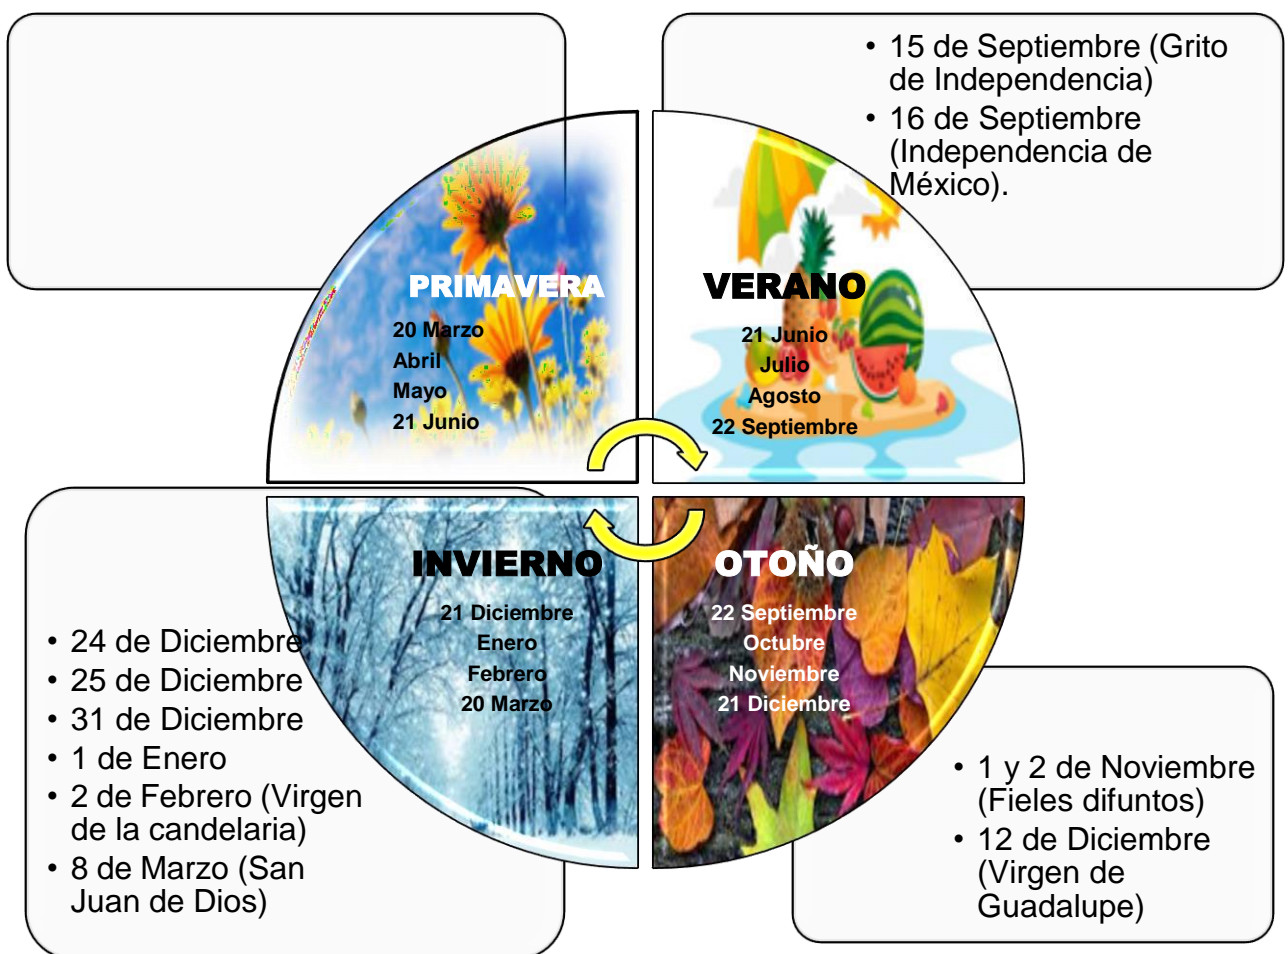 • 15 de Septiembre (Grito
de Independencia)
• 16 de Septiembre
(Independencia de
México).
PRIMAVERA
20 Marzo
Abril
Mayo
21 Junio
VERANO
21 Junio
Julio
Agosto
22 Septiembre
INVIERNO
21 Diciembre
Enero
Febrero
20 Marzo
OTOÑO
22 Septiembre
Octubre
Noviembre
21 Diciembre
• 24 de Diciembre
• 25 de Diciembre
• 31 de Diciembre
• 1 de Enero
• 2 de Febrero (Virgen
de la candelaria)
• 8 de Marzo (San
Juan de Dios)
• 1 y 2 de Noviembre
(Fieles difuntos)
• 12 de Diciembre
(Virgen de
Guadalupe)